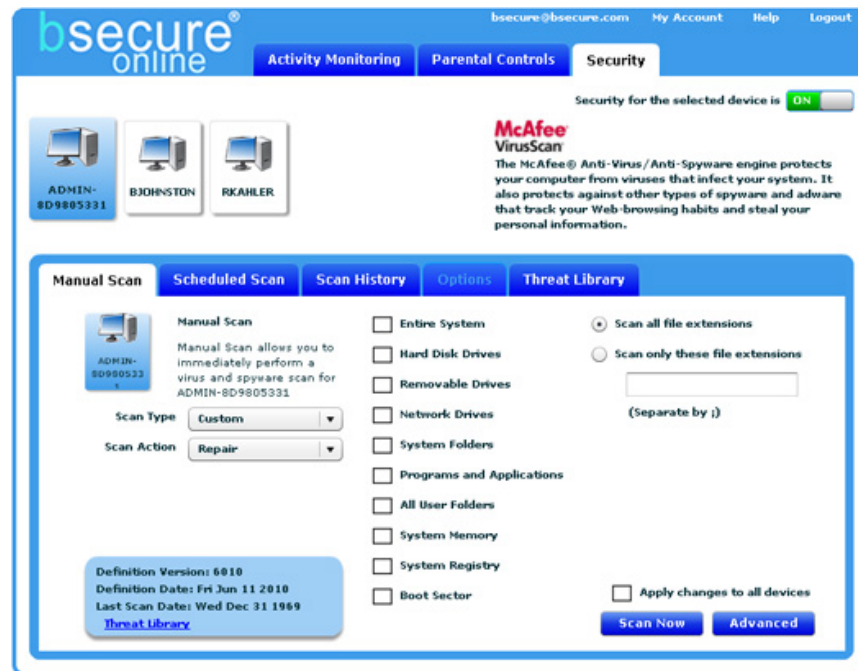 bsecure®
online
bsecure@bsecure.com My Account Help Logout
Activity Monitoring Parental Controls Security
Security for the selected device is ON
ADMIN-
8D9805331
BJOHNSTON
RKAHLER
McAfee®
VirusScan®
The McAfee® Anti-Virus/Anti-Spyware engine protects
your computer from viruses that infect your system. It
also protects against other types of spyware and adware
that track your Web-browsing habits and steal your
personal information.
Manual Scan Scheduled Scan Scan History Options Threat Library
ADMIN-
8D980533
1
Manual Scan
Manual Scan allows you to
immediately perform a
virus and spyware scan for
ADMIN-8D9805331
Scan Type Custom
Scan Action Repair
Entire System
Hard Disk Drives
Removable Drives
Network Drives
System Folders
Programs and Applications
All User Folders
System Memory
System Registry
Boot Sector
Scan all file extensions
Scan only these file extensions
(Separate by ;)
Definition Version: 6010
Definition Date: Fri Jun 11 2010
Last Scan Date: Wed Dec 31 1969
Threat Library
Apply changes to all devices
Scan Now Advanced